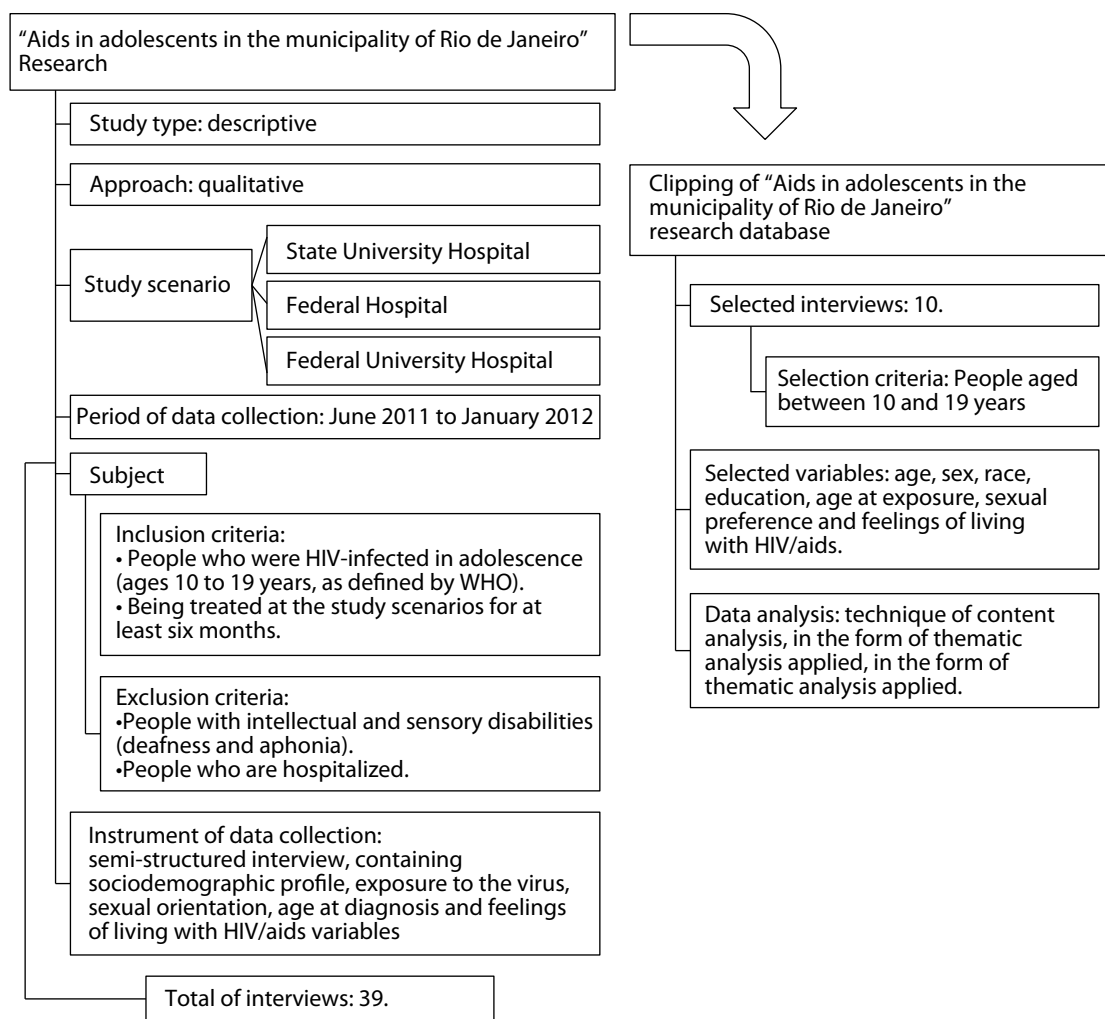 “Aids in adolescents in the municipality of Rio de Janeiro”
Research
Study type: descriptive
Approach: qualitative
Study scenario
State University Hospital
Federal Hospital
Federal University Hospital
Period of data collection: June 2011 to January 2012
Subject
Inclusion criteria:
• People who were HIV-infected in adolescence
(ages 10 to 19 years, as defined by WHO).
• Being treated at the study scenarios for at
least six months.
Exclusion criteria:
•People with intellectual and sensory disabilities
(deafness and aphonia).
•People who are hospitalized.
Instrument of data collection:
semi-structured interview, containing
sociodemographic profile, exposure to the virus,
sexual orientation, age at diagnosis and feelings
of living with HIV/aids variables
Total of interviews: 39.
Clipping of “Aids in adolescents in the
municipality of Rio de Janeiro”
research database
Selected interviews: 10.
Selection criteria: People aged
between 10 and 19 years
Selected variables: age, sex, race,
education, age at exposure, sexual
preference and feelings of living
with HIV/aids.
Data analysis: technique of content
analysis, in the form of thematic
analysis applied, in the form of
thematic analysis applied.